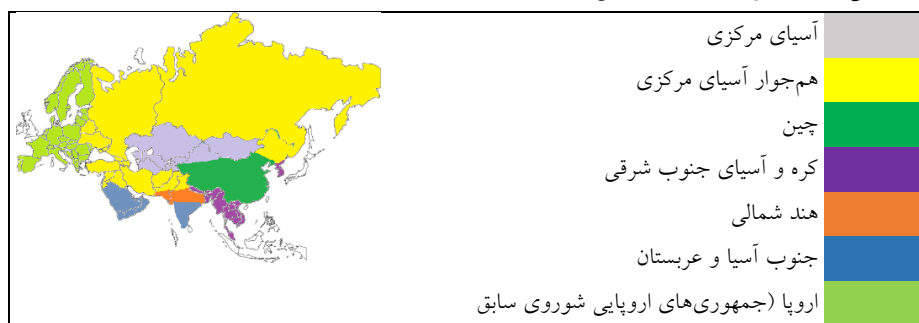 آسیای مرکزی
هم‌جوار آسیای مرکزی
چین
کره و آسیای جنوب شرقی
هند شمالی
جنوب آسیا و عربستان
اروپا (جمهوری‌های اروپایی شوروی سابق